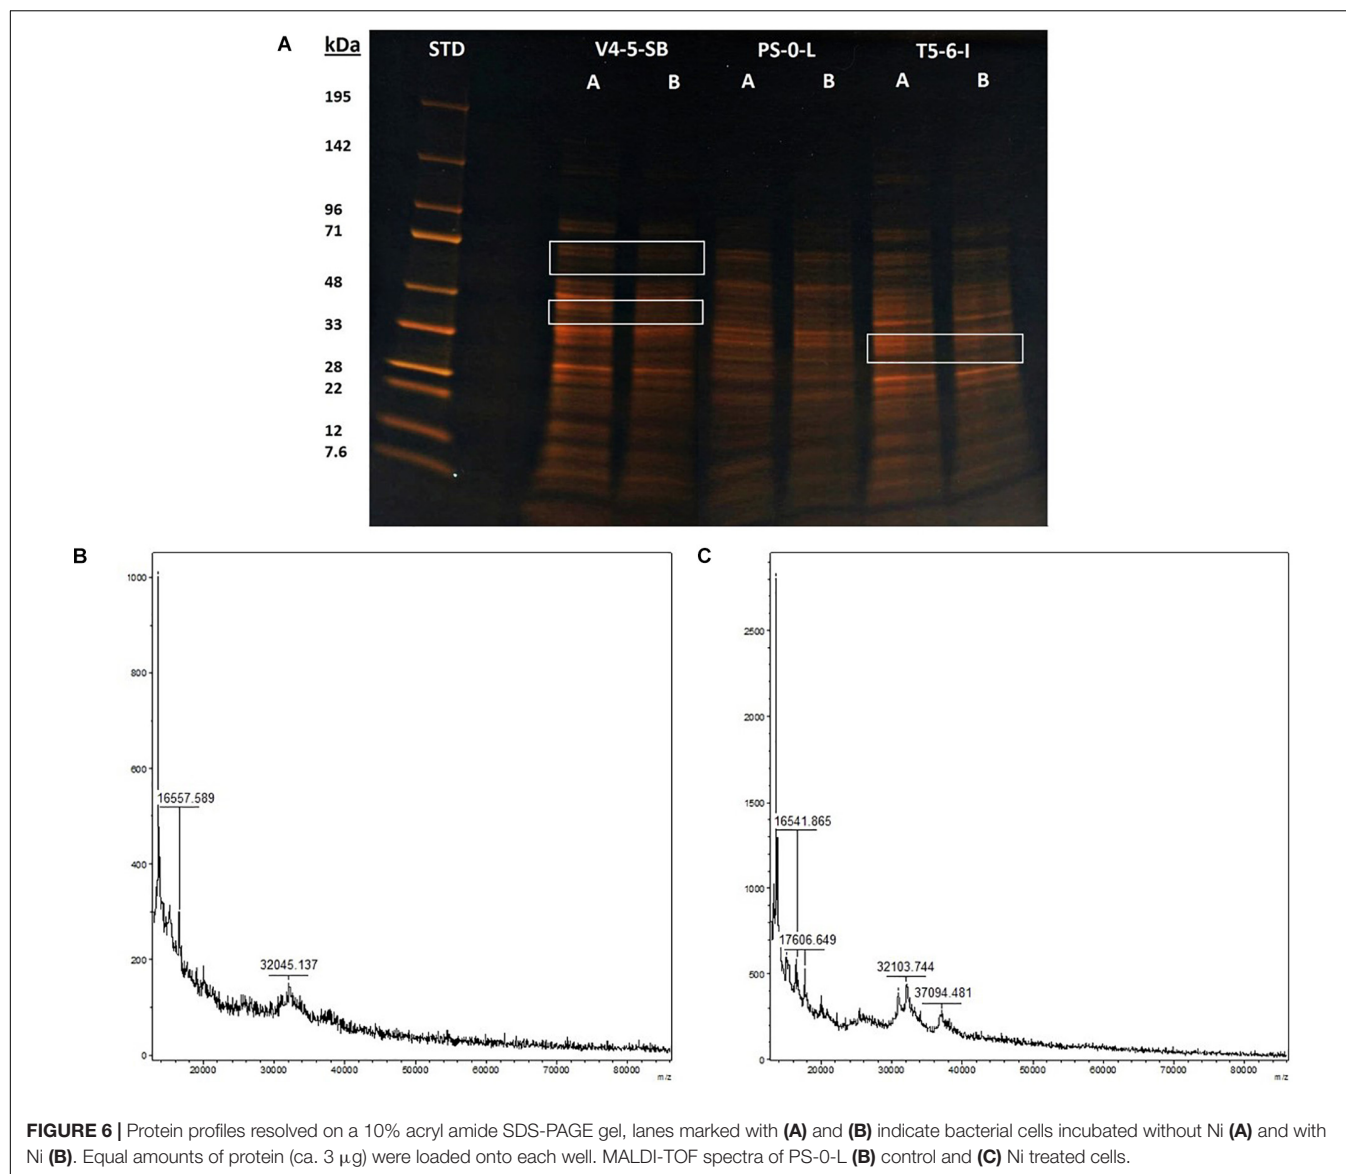 A
kDa
STD
V4-5-SB
PS-0-L
T5-6-I
A
B
A
B
A
B
195
142
96
71
48
33
28
22
12
7.6
B
1000
800
600
400
200
0
16557.589
32045.137
20000 30000 40000 50000 60000 70000 80000
m/z
C
2500
2000
1500
1000
500
0
16541.865
17606.649
32103.744
37094.481
20000 30000 40000 50000 60000 70000 80000
m/z
FIGURE 6 | Protein profiles resolved on a 10% acryl amide SDS-PAGE gel, lanes marked with (A) and (B) indicate bacterial cells incubated without Ni (A) and with
Ni (B). Equal amounts of protein (ca. 3 μg) were loaded onto each well. MALDI-TOF spectra of PS-0-L (B) control and (C) Ni treated cells.